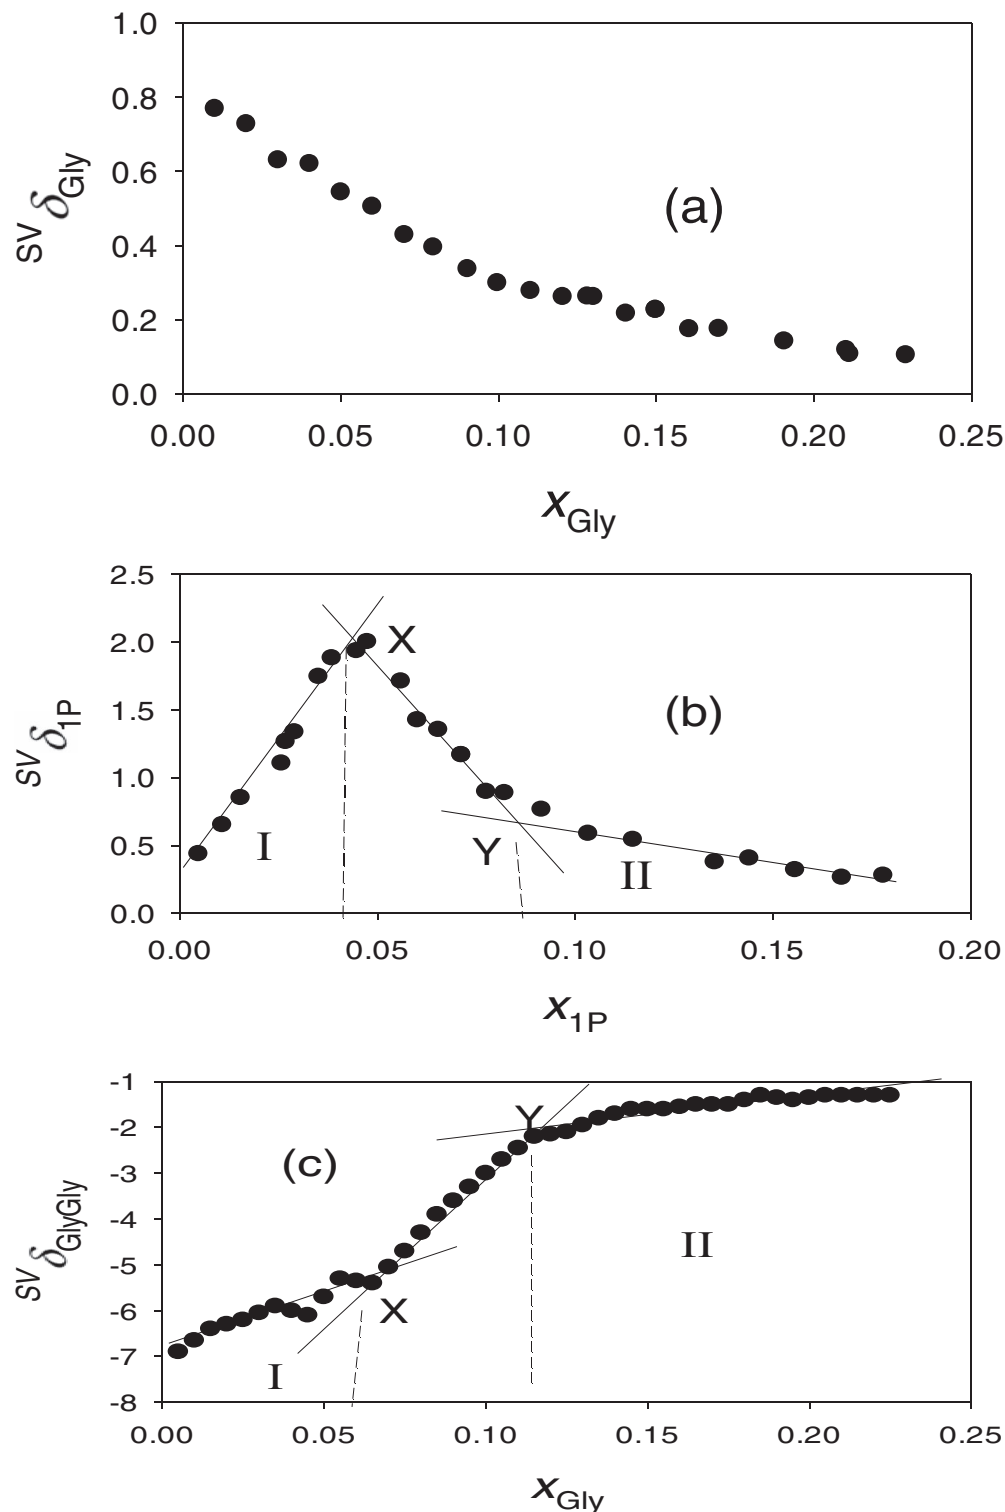 1.0
0.8
0.6
0.4
0.2
0.0
SV δGly
(a)
0.00 0.05 0.10 0.15 0.20 0.25
xGly
2.5
2.0
1.5
1.0
0.5
0.0
SV δ1P
X
(b)
I
Y
II
0.00 0.05 0.10 0.15 0.20
x1P
-1
-2
-3
-4
-5
-6
-7
-8
SV δGlyGly
Y
(c)
II
X
I
0.00 0.05 0.10 0.15 0.20 0.25
xGly